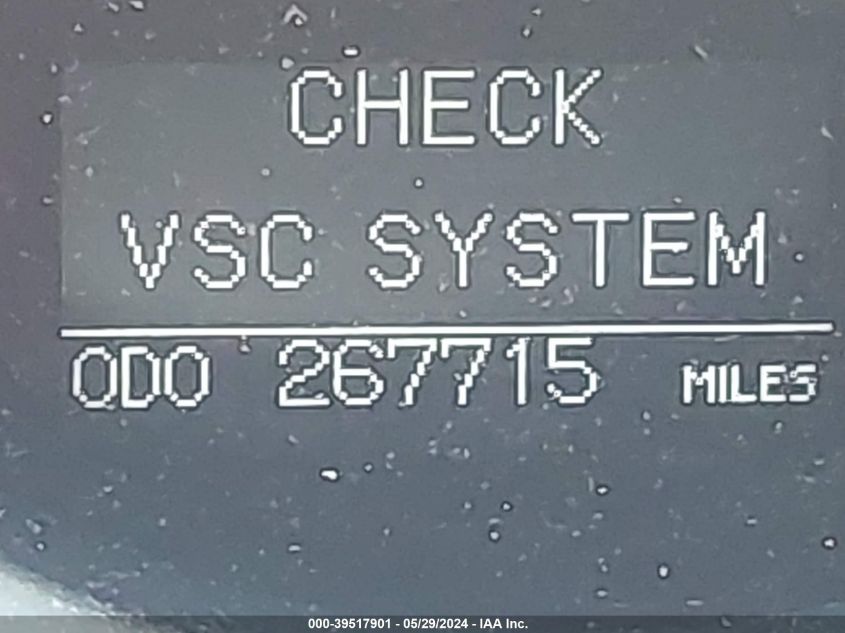 CHECK
VSC SYSTEM
ODO 267715 MILES
000-39517901 - 05/29/2024 - IAA Inc.